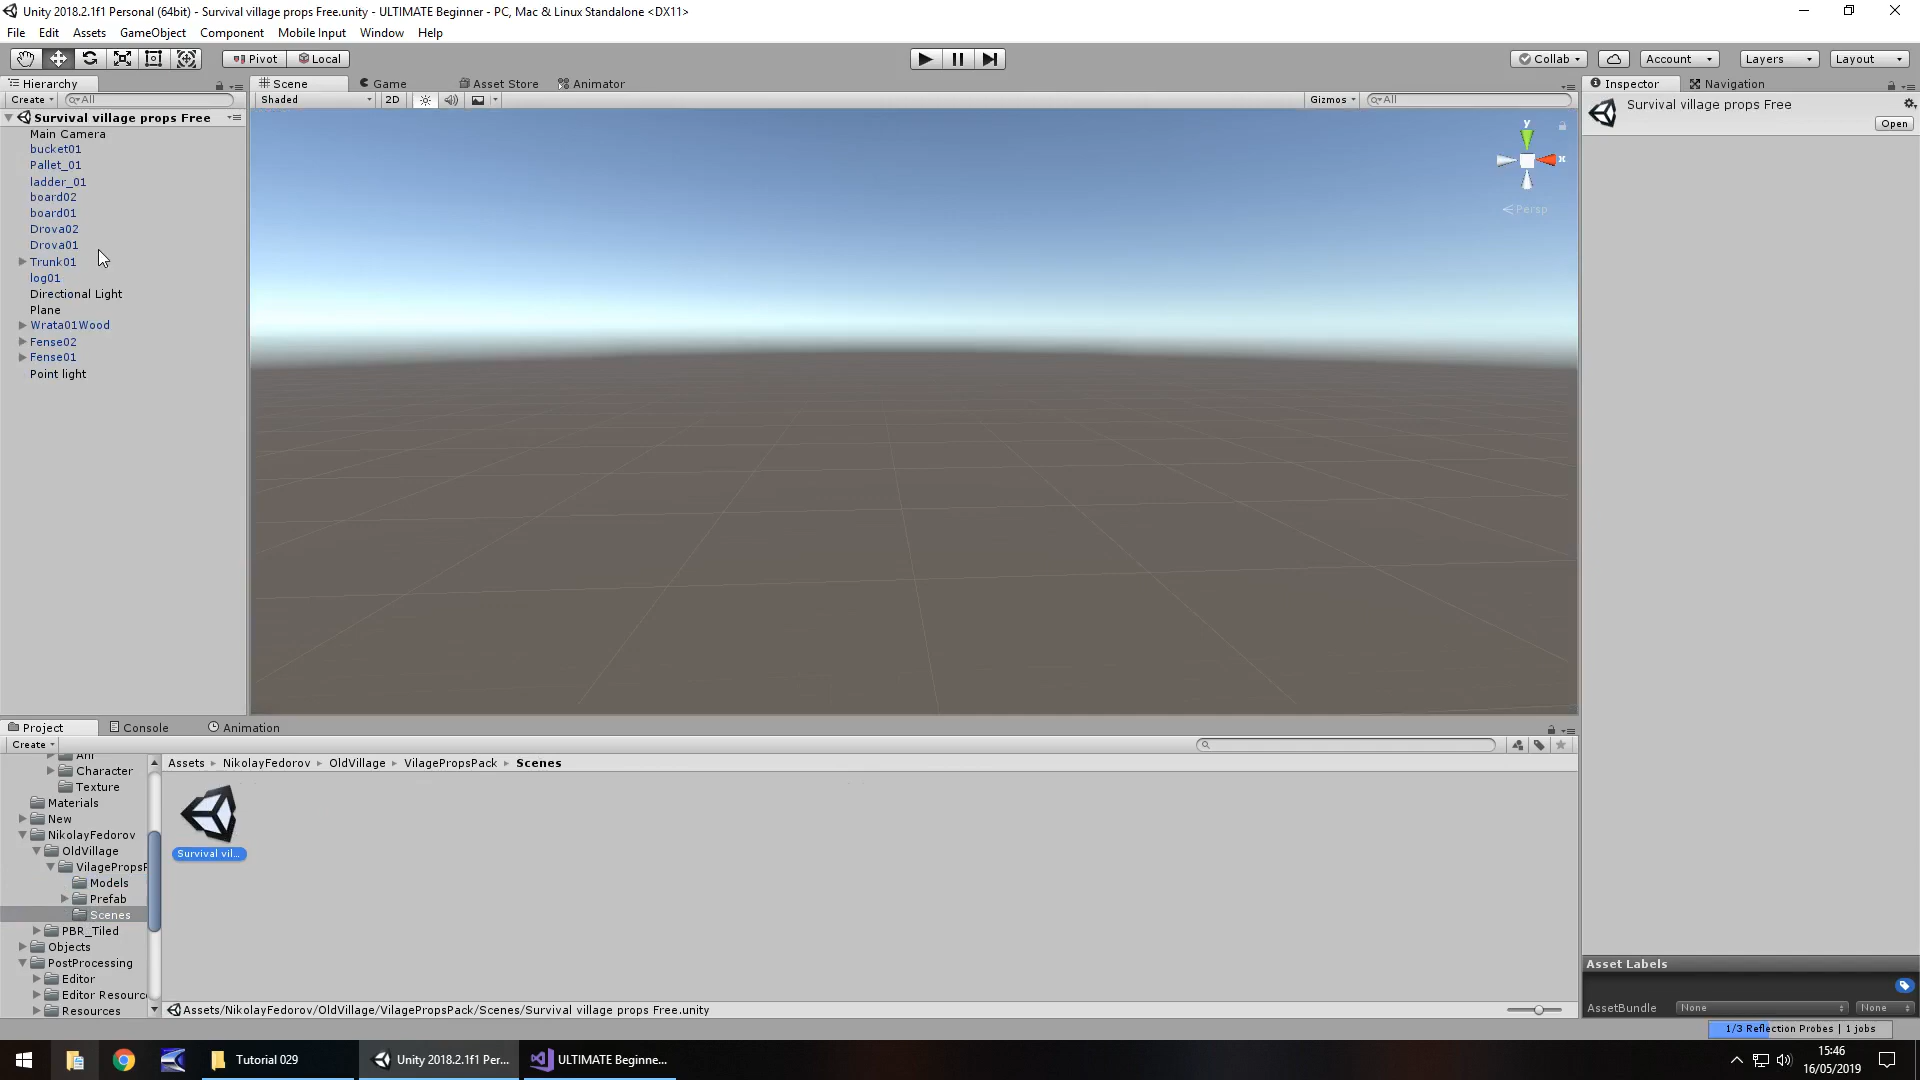 Unity 2018.2.1f1 Personal (64bit) - Survival village props Free.unity - ULTIMATE Beginner - PC, Mac & Linux Standalone <DX11>
File Edit Assets GameObject Component Mobile Input Window Help
Pivot Local Collab Account Layers Layout
Hierarchy Scene Game Asset Store Animator Inspector Navigation
Create All Shaded 2D Gizmos All
Survival village props Free
Open
Survival village props Free
Main Camera
bucket01
Pallet_01
ladder_01
board02
board01
Drova02
Drova01
Trunk01
log01
Directional Light
Plane
Wrata01Wood
Fense02
Fense01
Point light
y
x
Persp
Project Console Animation
Create
Assets NikolayFedorov OldVillage VilagePropsPack Scenes
Character
Texture
Materials
New
NikolayFedorov
OldVillage
VilagePropsP
Models
Prefab
Scenes
PBR_Tiled
Objects
PostProcessing
Editor
Editor Resourc
Resources
Survival vil...
Assets/NikolayFedorov/OldVillage/VilagePropsPack/Scenes/Survival village props Free.unity
Asset Labels
AssetBundle None None
1/3 Reflection Probes | 1 jobs
Tutorial 029 Unity 2018.2.1f1 Per... ULTIMATE Beginne...
15:46
16/05/2019